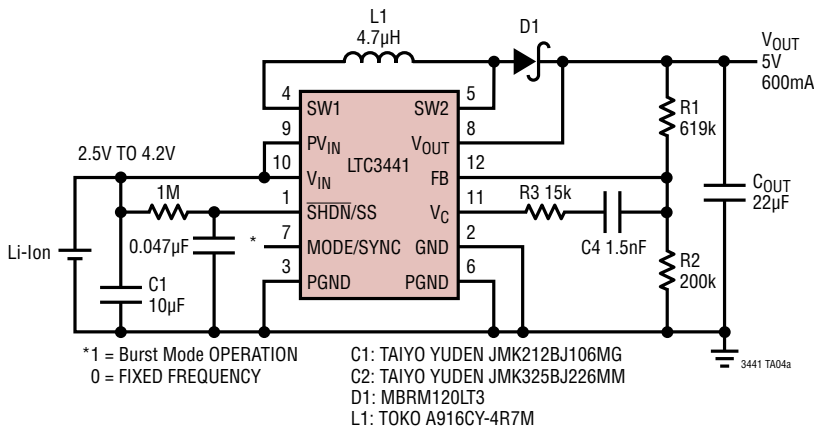 L1
4.7µH
D1
VOUT
5V
600mA
4
SW1
SW2
5
9
PVIN
VOUT
8
R1
619k
2.5V TO 4.2V
10
VIN
LTC3441
FB
12
1M
1
SHDN/SS
VC
11
R3 15k
COUT
22µF
Li-Ion
0.047µF
*
7
MODE/SYNC
GND
2
C4 1.5nF
R2
200k
C1
10µF
3
PGND
PGND
6
*1 = Burst Mode OPERATION
0 = FIXED FREQUENCY
C1: TAIYO YUDEN JMK212BJ106MG
C2: TAIYO YUDEN JMK325BJ226MM
D1: MBRM120LT3
L1: TOKO A916CY-4R7M
3441 TA04a